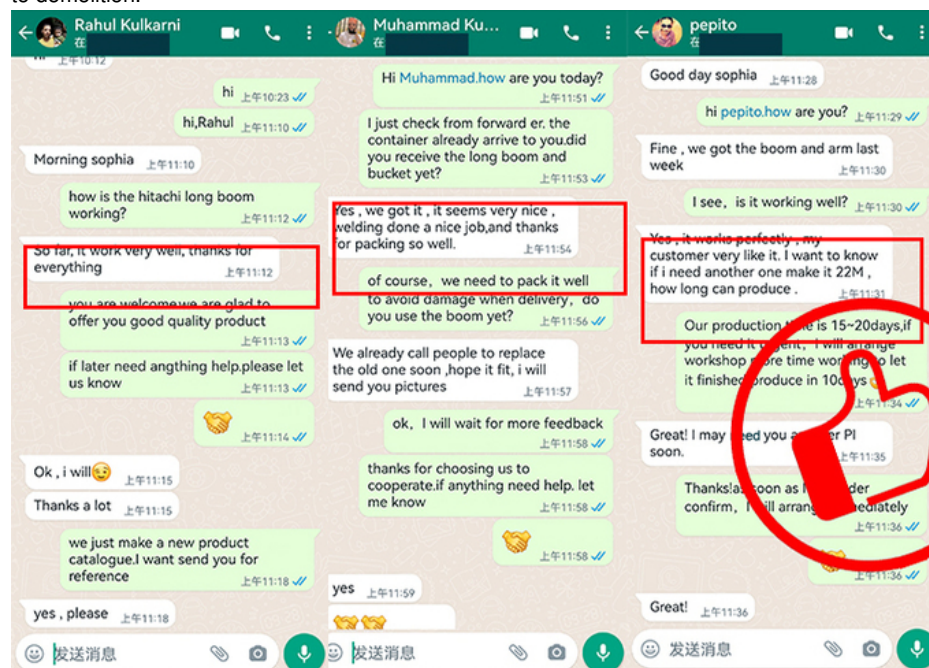 to demolition.
Rahul Kulkarni
在
上午10:12
hi 上午10:23
hi,Rahul 上午11:10
Morning sophia 上午11:10
how is the hitachi long boom
working? 上午11:12
So far, it work very well, thanks for
everything 上午11:12
you are welcome we are glad to
offer you good quality product
上午11:13
if later need angthing help.please let
us know 上午11:13
上午11:14
Ok , i will😉 上午11:15
Thanks a lot 上午11:15
we just make a new product
catalogue.I want send you for
reference 上午11:18
yes , please 上午11:18
发送消息
Muhammad Ku...
在
Hi Muhammad.how are you today?
上午11:51
I just check from forward er. the
container already arrive to you.did
you receive the long boom and
bucket yet? 上午11:53
Yes , we got it , it seems very nice ,
welding done a nice job,and thanks
for packing so well. 上午11:54
of course, we need to pack it well
to avoid damage when delivery, do
you use the boom yet? 上午11:56
We already call people to replace
the old one soon ,hope it fit, i will
send you pictures 上午11:57
ok, I will wait for more feedback
上午11:58
thanks for choosing us to
cooperate.if anything need help. let
me know 上午11:58
上午11:58
yes 上午11:59
发送消息
pepito
在
Good day sophia 上午11:28
hi pepito.how are you? 上午11:29
Fine , we got the boom and arm last
week 上午11:30
I see, is it working well? 上午11:30
Yes , it works perfectly , my
customer very like it. I want to know
if i need another one make it 22M ,
how long can produce . 上午11:31
Our production time is 15~20days,if
you need it urgent, I will arrange
workshop more time working to let
it finished produce in 10days
上午11:34
Great! I may need you another PI
soon. 上午11:35
Thanks!as soon as order
confirm, I will arrange immediately
上午11:36
上午11:36
Great! 上午11:36
发送消息